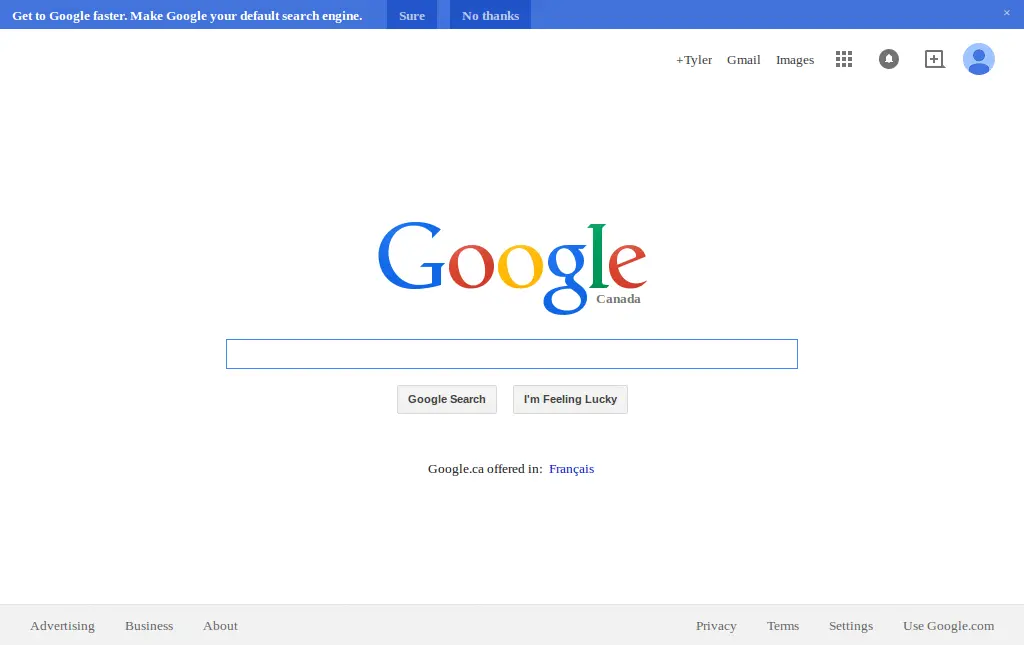 Get to Google faster. Make Google your default search engine. Sure No thanks ×
+Tyler Gmail Images
Google
Canada
Google Search I'm Feeling Lucky
Google.ca offered in: Français
Advertising Business About Privacy Terms Settings Use Google.com